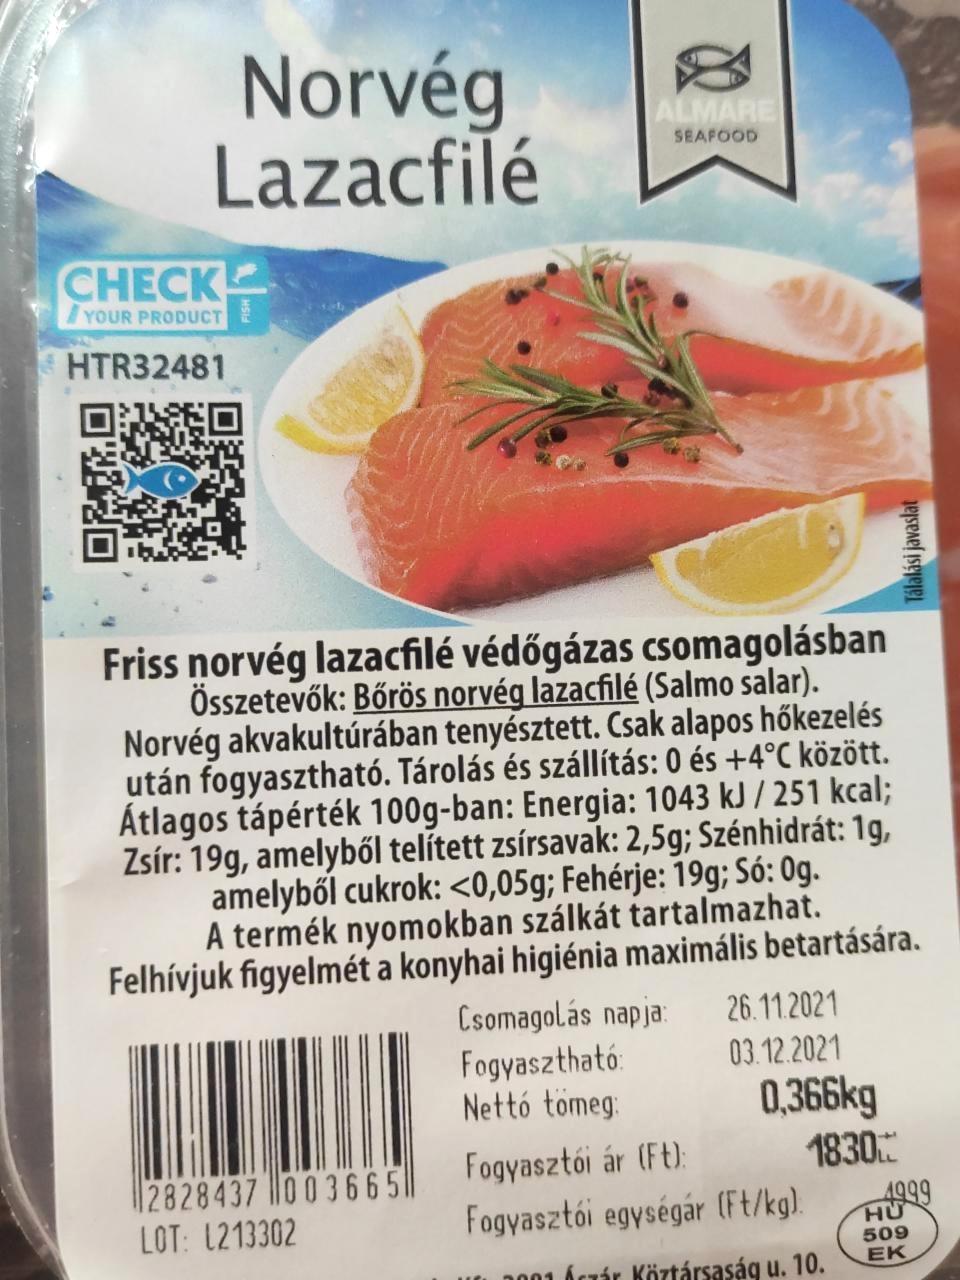 Norvég
Lazacfilé
ALMARE
SEAFOOD
CHECK
YOUR PRODUCT
FISH
HTR32481
Tálalási javaslat
Friss norvég lazacfilé védőgázas csomagolásban
Összetevők: Bőrös norvég lazacfilé (Salmo salar).
Norvég akvakultúrában tenyésztett. Csak alapos hőkezelés
után fogyasztható. Tárolás és szállítás: 0 és +4°C között.
Átlagos tápérték 100g-ban: Energia: 1043 kJ / 251 kcal;
Zsír: 19g, amelyből telített zsírsavak: 2,5g; Szénhidrát: 1g,
amelyből cukrok: <0,05g; Fehérje: 19g; Só: 0g.
A termék nyomokban szálkát tartalmazhat.
Felhívjuk figyelmét a konyhai higiénia maximális betartására.
Csomagolás napja: 26.11.2021
Fogyasztható: 03.12.2021
Nettó tömeg: 0,366kg
Fogyasztói ár (Ft): 1830
Fogyasztói egységár (Ft/kg): 4999
2828437 003665
LOT: L213302
HU
509
EK
Ászár Köztársaság u. 10.